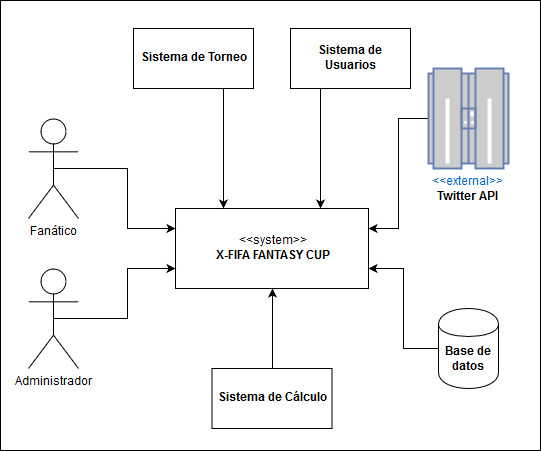 Sistema de Torneo
Sistema de
Usuarios
<<external>>
Twitter API
Fanático
<<system>>
X-FIFA FANTASY CUP
Administrador
Base de
datos
Sistema de Cálculo